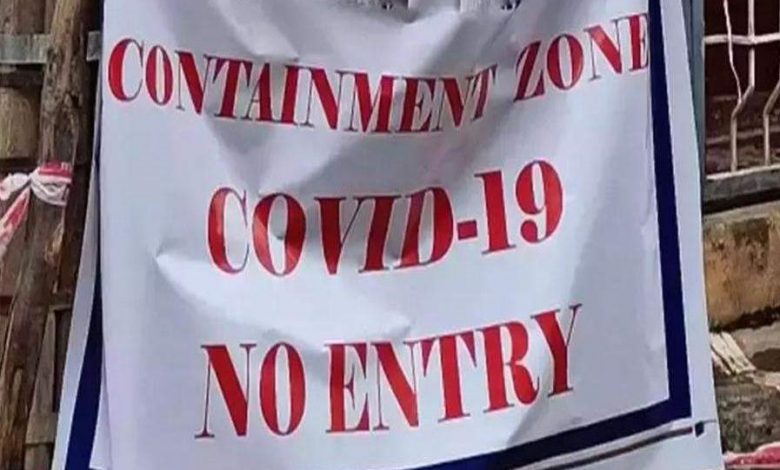 CONTAINMENT ZONE
COVID-19
NO ENTRY